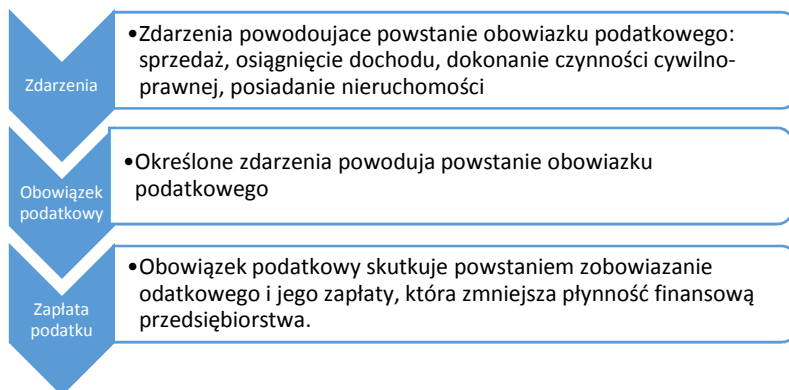 Zdarzenia
•Zdarzenia powodoujace powstanie obowiazku podatkowego:
sprzedaż, osiągnięcie dochodu, dokonanie czynności cywilno-
prawnej, posiadanie nieruchomości
Obowiązek
podatkowy
•Określone zdarzenia powoduja powstanie obowiazku
podatkowego
Zapłata
podatku
•Obowiązek podatkowy skutkuje powstaniem zobowiazanie
odatkowego i jego zapłaty, która zmniejsza płynność finansową
przedsiębiorstwa.